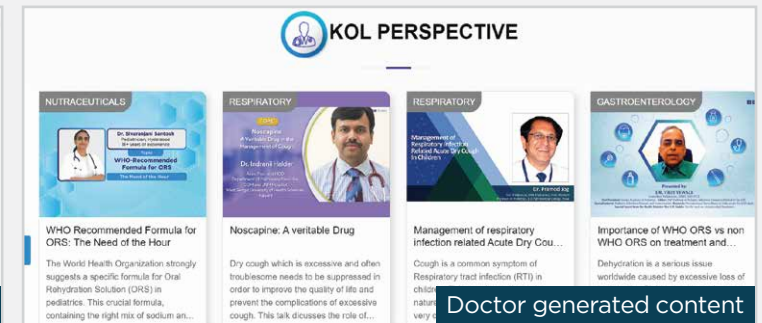 KOL PERSPECTIVE
NUTRACEUTICALS
Dr. Sivaranjani Santosh
WHO-Recommended
Formula for ORS
The Need of the Hour
WHO Recommended Formula for
ORS: The Need of the Hour
The World Health Organization strongly
suggests a specific formula for Oral
Rehydration Solution (ORS) in
pediatrics. This crucial formula,
containing the right mix of sodium an...
RESPIRATORY
Noscapine:
A Veritable Drug in the
Management of Cough
Dr. Indranil Halder
Noscapine: A veritable Drug
Dry cough which is excessive and often
troublesome needs to be suppressed in
order to improve the quality of life and
prevent the complications of excessive
cough. This talk dicusses the role of...
RESPIRATORY
Management of
Respiratory Infection
Related Acute Dry Cough
in Children
Dr. Pramod Jog
Management of respiratory
infection related Acute Dry Cou...
Cough is a common symptom of
Respiratory tract infection (RTI) in
GASTROENTEROLOGY
Presented by
Importance of WHO ORS vs non
WHO ORS on treatment and...
Dehydration is a serious issue
worldwide caused by excessive loss of
Doctor generated content